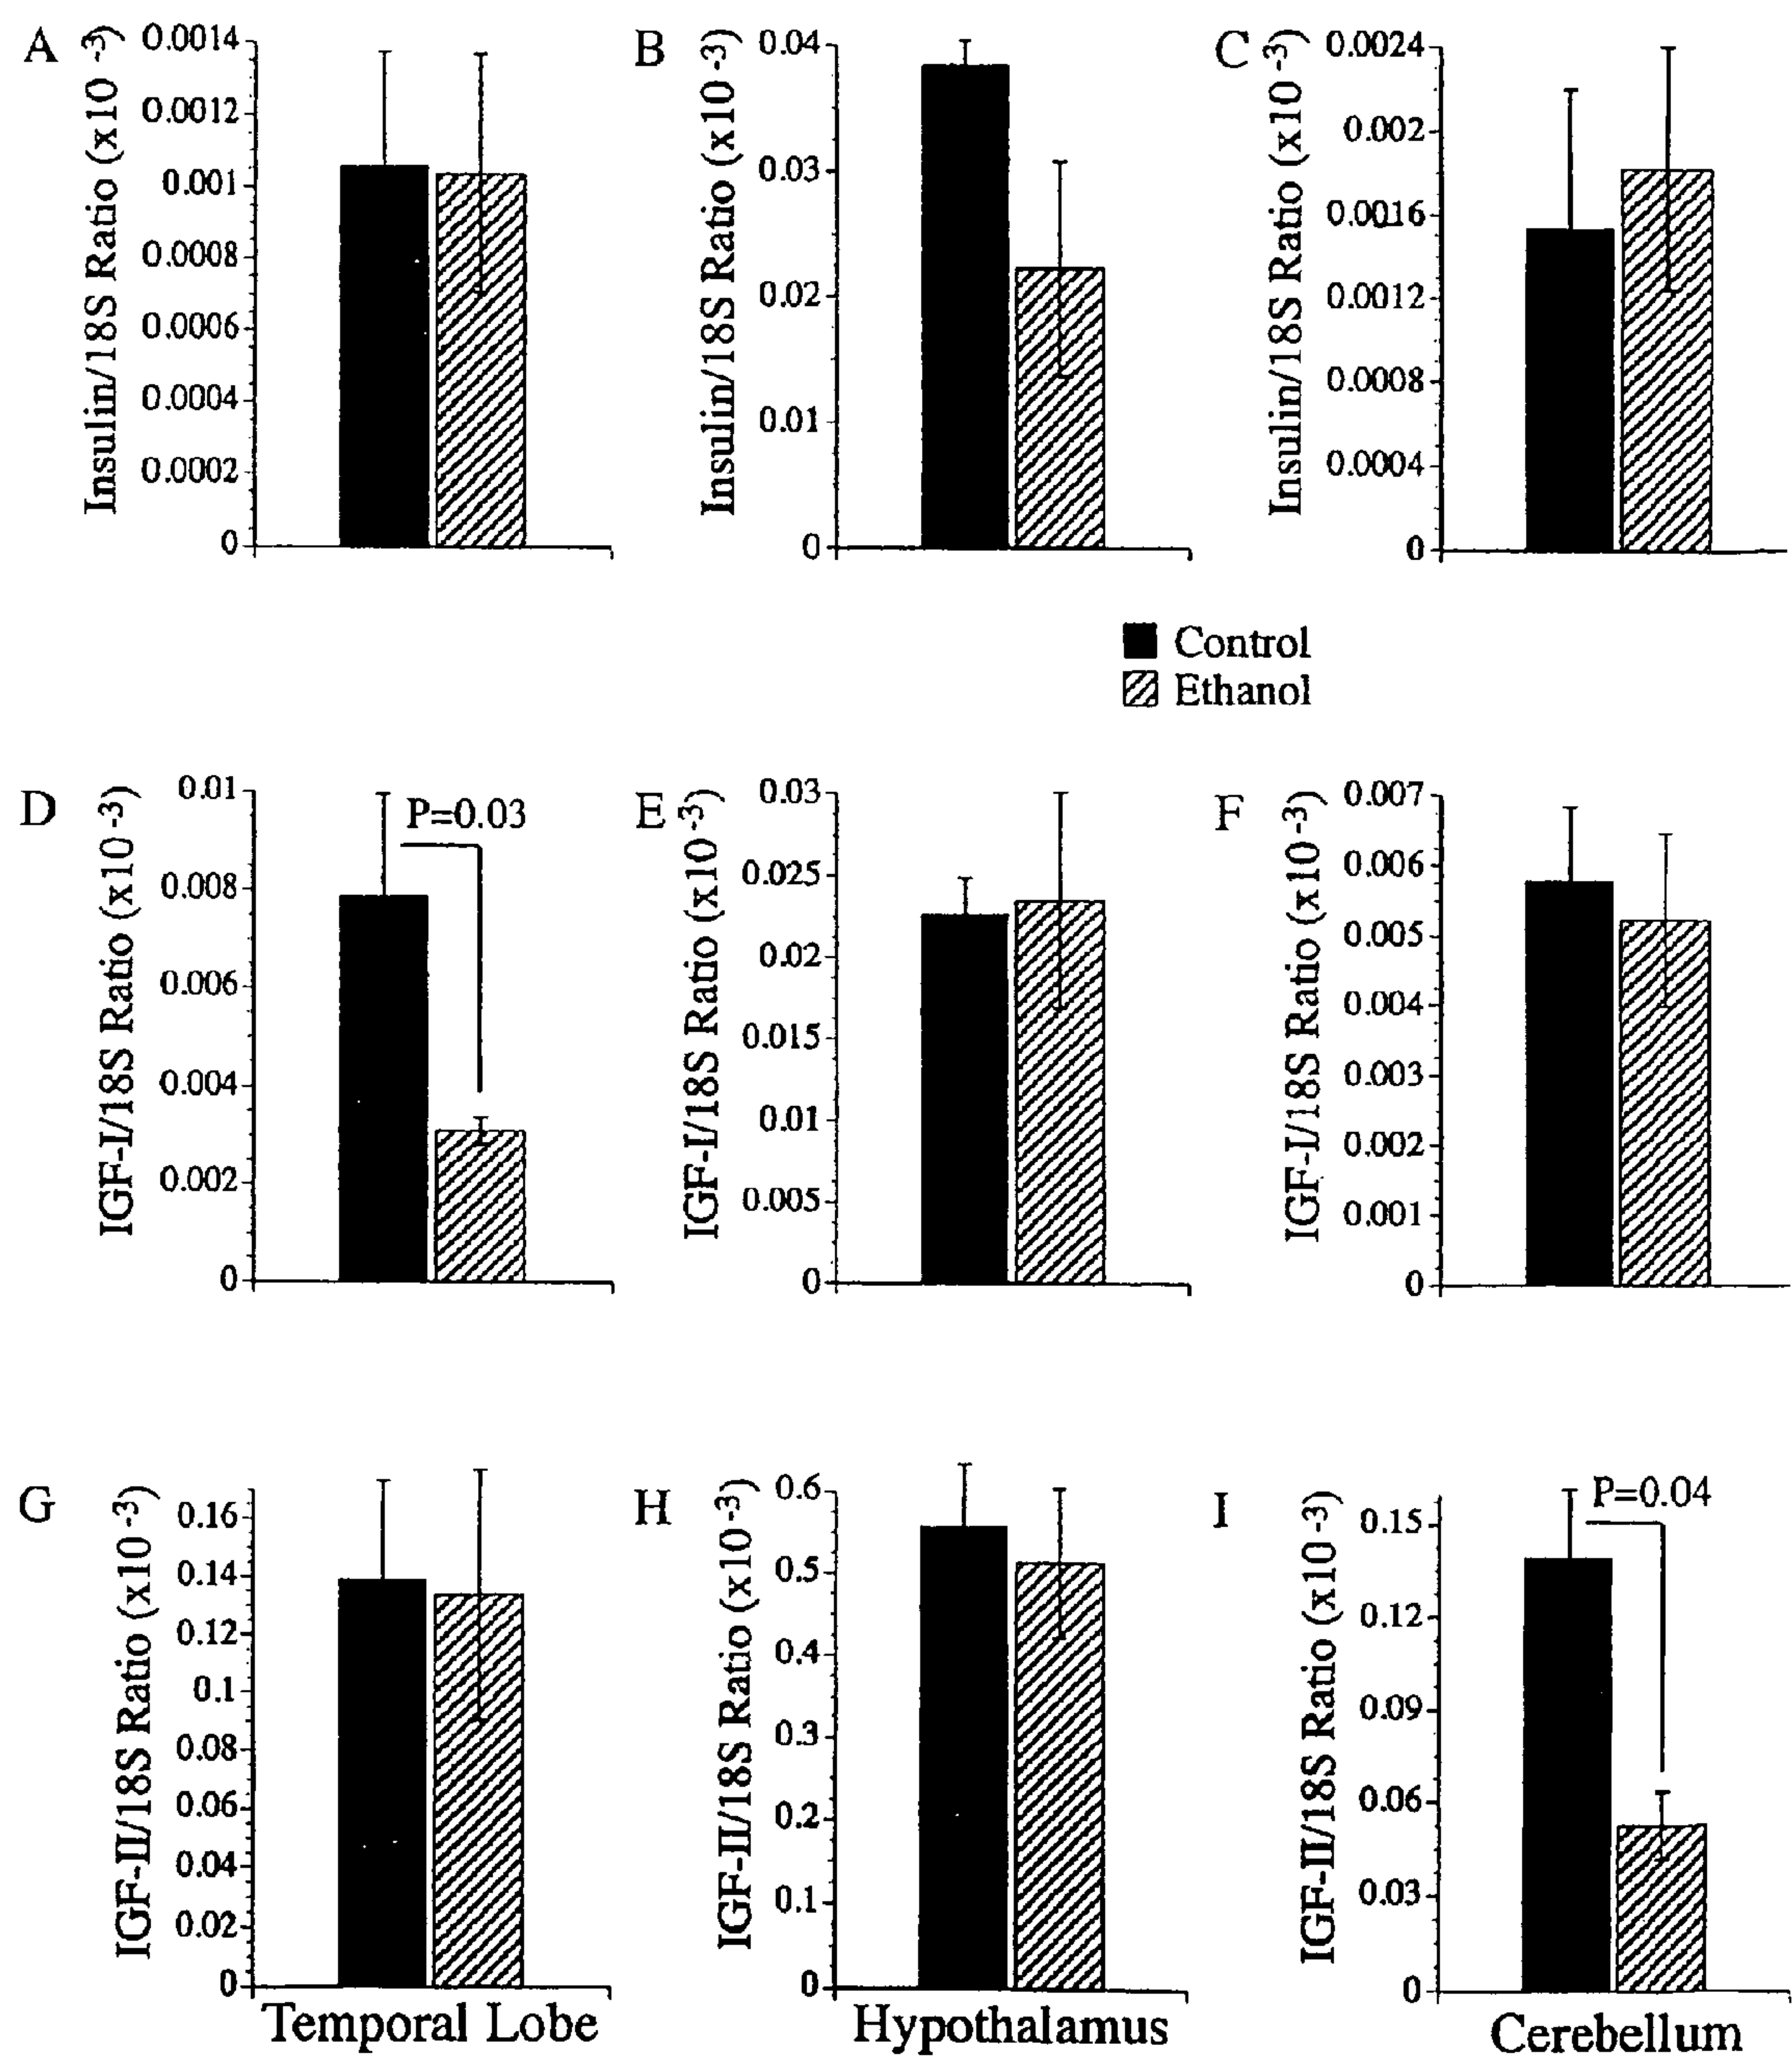 A
Insulin/18S Ratio (x10 -3)
0.0014
0.0012
0.001
0.0008
0.0006
0.0004
0.0002
0
B
Insulin/18S Ratio (x10 -3)
0.04
0.03
0.02
0.01
0
C
Insulin/18S Ratio (x10 -3)
0.0024
0.002
0.0016
0.0012
0.0008
0.0004
0
Control
Ethanol
D
IGF-I/18S Ratio (x10 -3)
0.01
0.008
0.006
0.004
0.002
0
P=0.03
E
IGF-I/18S Ratio (x10 -3)
0.03
0.025
0.02
0.015
0.01
0.005
0
F
IGF-I/18S Ratio (x10 -3)
0.007
0.006
0.005
0.004
0.003
0.002
0.001
0
G
IGF-II/18S Ratio (x10 -3)
0.16
0.14
0.12
0.1
0.08
0.06
0.04
0.02
0
Temporal Lobe
H
IGF-II/18S Ratio (x10 -3)
0.6
0.5
0.4
0.3
0.2
0.1
0
Hypothalamus
I
IGF-II/18S Ratio (x10 -3)
0.15
0.12
0.09
0.06
0.03
0
P=0.04
Cerebellum